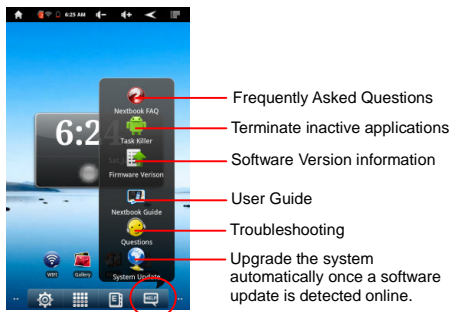 6:25 AM
Nextbook FAQ
Frequently Asked Questions
Task Killer
Terminate inactive applications
6:2
Firmware Verison
Software Version information
Nextbook Guide
User Guide
Questions
Troubleshooting
System Update
Upgrade the system
automatically once a software
update is detected online.
WIFI
Gallery
HELP